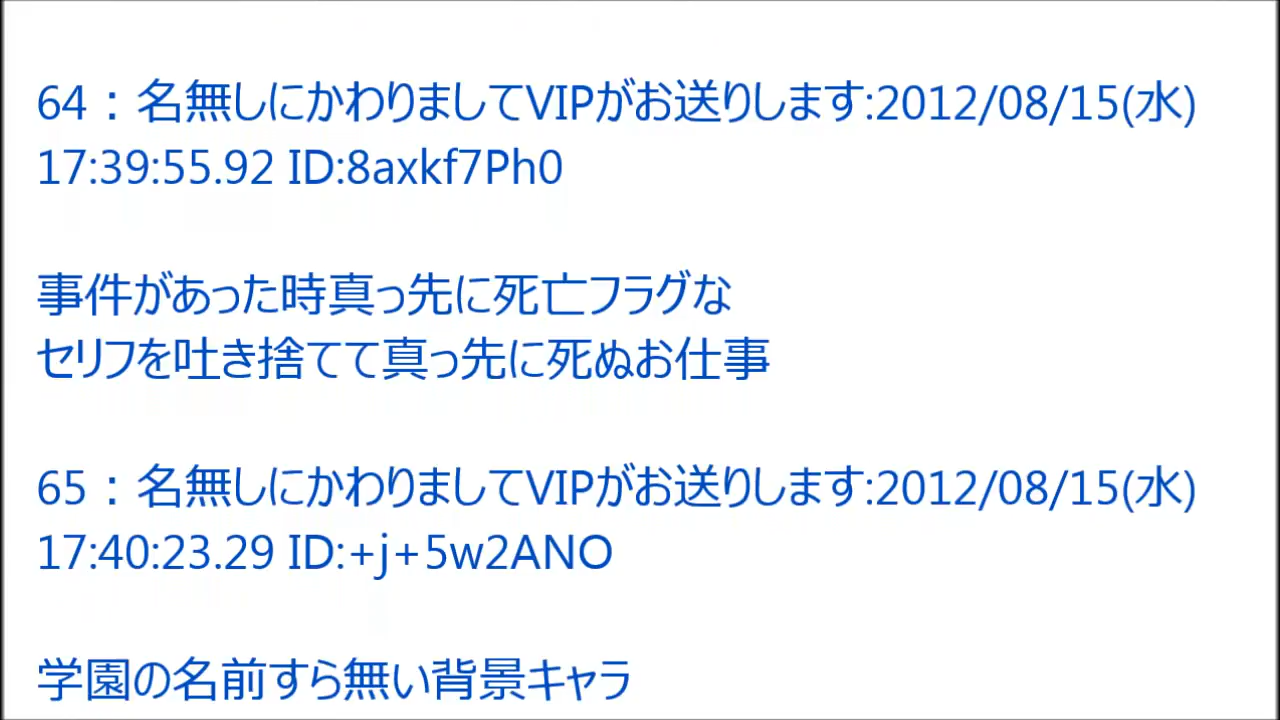 64：名無しにかわりましてVIPがお送りします:2012/08/15(水)
17:39:55.92 ID:8axkf7Ph0
事件があった時真っ先に死亡フラグな
セリフを吐き捨てて真っ先に死ぬお仕事
65：名無しにかわりましてVIPがお送りします:2012/08/15(水)
17:40:23.29 ID:+j+5w2ANO
学園の名前すら無い背景キャラ